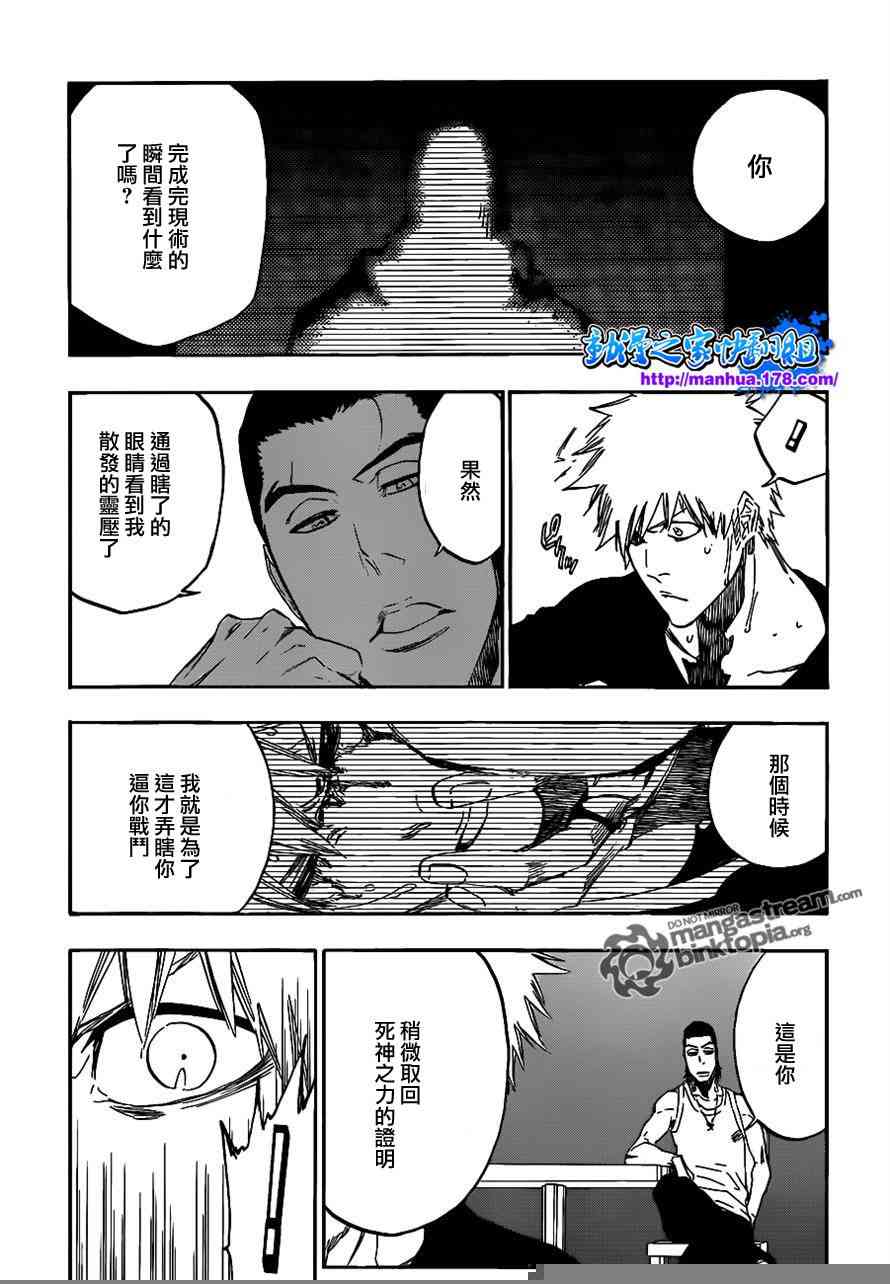 你
完成完現術的
瞬間看到什麼
了嗎？
動漫之家快翻組
http://manhua.178.com/
！
果然
通過瞎了的
眼睛看到我
散發的靈壓了
那個時候
我就是為了
這才弄瞎你
逼你戰鬥
DO NOT MIRROR
mangastream.com
binktopia.org
這是你
稍微取回
死神之力的證明
！